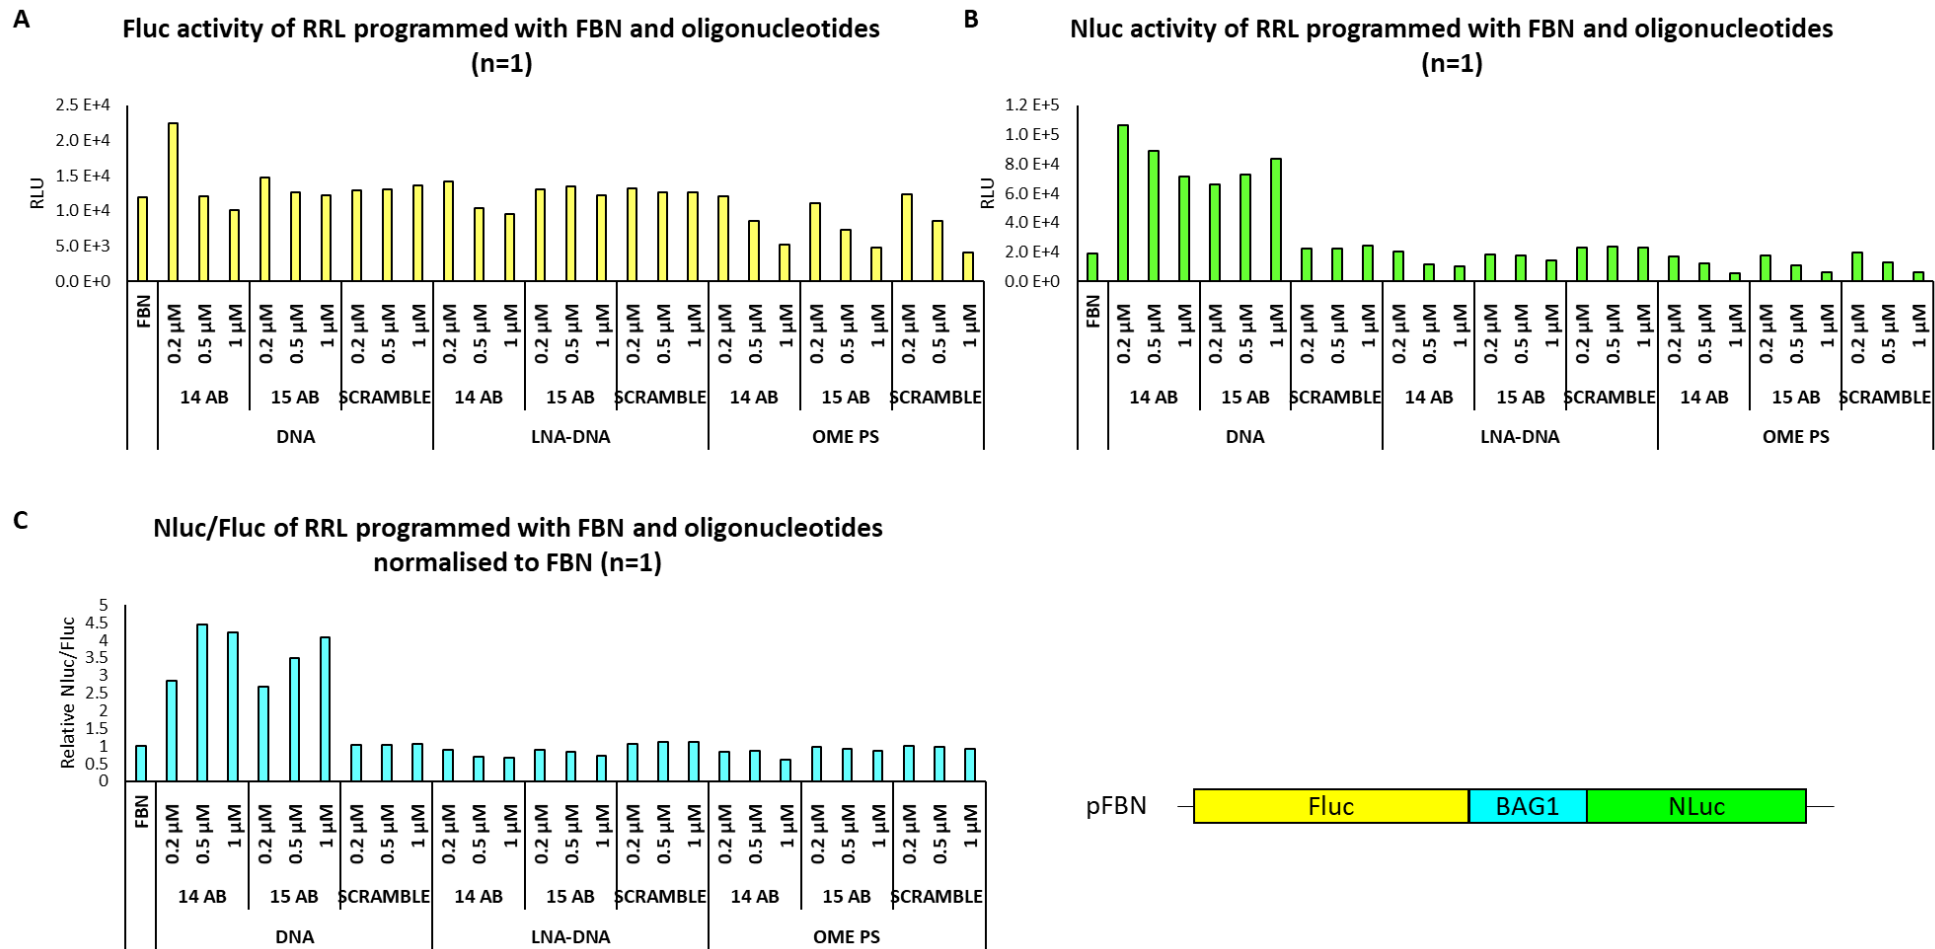 A
Fluc activity of RRL programmed with FBN and oligonucleotides
(n=1)
RLU
2.5 E+4
2.0 E+4
1.5 E+4
1.0 E+4
5.0 E+3
0.0 E+0
FBN 0.2 µM 0.5 µM 1 µM 0.2 µM 0.5 µM 1 µM 0.2 µM 0.5 µM 1 µM 0.2 µM 0.5 µM 1 µM 0.2 µM 0.5 µM 1 µM 0.2 µM 0.5 µM 1 µM 0.2 µM 0.5 µM 1 µM 0.2 µM 0.5 µM 1 µM 0.2 µM 0.5 µM 1 µM
14 AB 15 AB SCRAMBLE 14 AB 15 AB SCRAMBLE 14 AB 15 AB SCRAMBLE
DNA LNA-DNA OME PS
B
Nluc activity of RRL programmed with FBN and oligonucleotides
(n=1)
RLU
1.2 E+5
1.0 E+5
8.0 E+4
6.0 E+4
4.0 E+4
2.0 E+4
0.0 E+0
FBN 0.2 µM 0.5 µM 1 µM 0.2 µM 0.5 µM 1 µM 0.2 µM 0.5 µM 1 µM 0.2 µM 0.5 µM 1 µM 0.2 µM 0.5 µM 1 µM 0.2 µM 0.5 µM 1 µM 0.2 µM 0.5 µM 1 µM 0.2 µM 0.5 µM 1 µM 0.2 µM 0.5 µM 1 µM
14 AB 15 AB SCRAMBLE 14 AB 15 AB SCRAMBLE 14 AB 15 AB SCRAMBLE
DNA LNA-DNA OME PS
C
Nluc/Fluc of RRL programmed with FBN and oligonucleotides
normalised to FBN (n=1)
Relative Nluc/Fluc
5
4.5
4
3.5
3
2.5
2
1.5
1
0.5
0
FBN 0.2 µM 0.5 µM 1 µM 0.2 µM 0.5 µM 1 µM 0.2 µM 0.5 µM 1 µM 0.2 µM 0.5 µM 1 µM 0.2 µM 0.5 µM 1 µM 0.2 µM 0.5 µM 1 µM 0.2 µM 0.5 µM 1 µM 0.2 µM 0.5 µM 1 µM 0.2 µM 0.5 µM 1 µM
14 AB 15 AB SCRAMBLE 14 AB 15 AB SCRAMBLE 14 AB 15 AB SCRAMBLE
DNA LNA-DNA OME PS
pFBN Fluc BAG1 NLuc